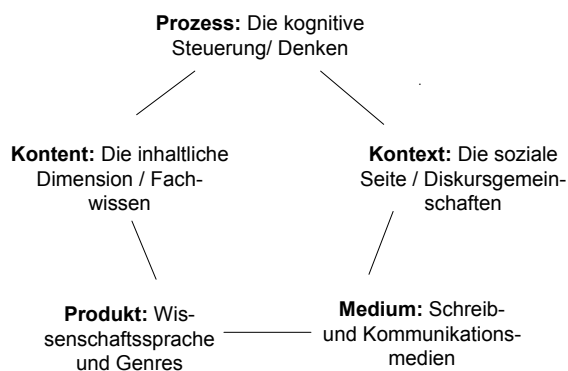 Prozess: Die kognitive
Steuerung/ Denken
Kontent: Die inhaltliche
Dimension / Fach-
wissen
Kontext: Die soziale
Seite / Diskursgemein-
schaften
Produkt: Wis-
senschaftssprache
und Genres
Medium: Schreib-
und Kommunikations-
medien